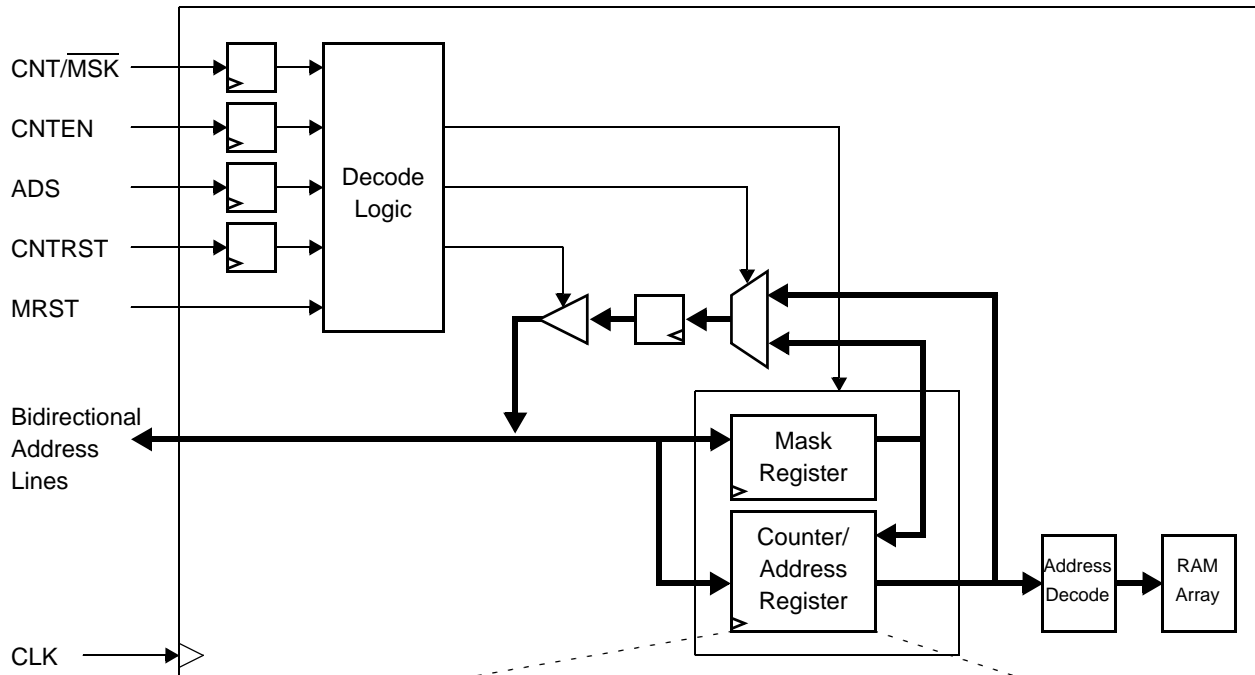 CNT/M̅S̅K̅
CNTEN
ADS
CNTRST
MRST
Decode
Logic
Bidirectional
Address
Lines
Mask
Register
Counter/
Address
Register
Address
Decode
RAM
Array
CLK